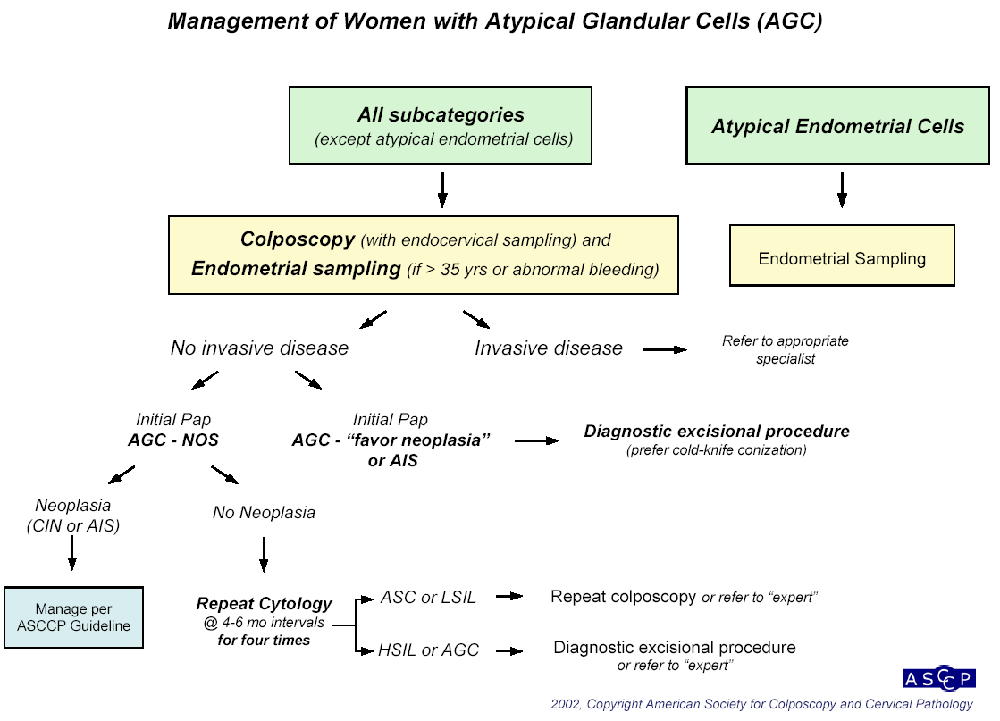 Management of Women with Atypical Glandular Cells (AGC)
All subcategories
(except atypical endometrial cells)
Atypical Endometrial Cells
Colposcopy (with endocervical sampling) and
Endometrial sampling (if > 35 yrs or abnormal bleeding)
Endometrial Sampling
No invasive disease
Invasive disease
Refer to appropriate
specialist
Initial Pap
AGC - NOS
Initial Pap
AGC - “favor neoplasia”
or AIS
Diagnostic excisional procedure
(prefer cold-knife conization)
Neoplasia
(CIN or AIS)
No Neoplasia
Manage per
ASCCP Guideline
Repeat Cytology
@ 4-6 mo intervals
for four times
ASC or LSIL
Repeat colposcopy or refer to “expert”
HSIL or AGC
Diagnostic excisional procedure
or refer to “expert”
ASCCP
2002, Copyright American Society for Colposcopy and Cervical Pathology